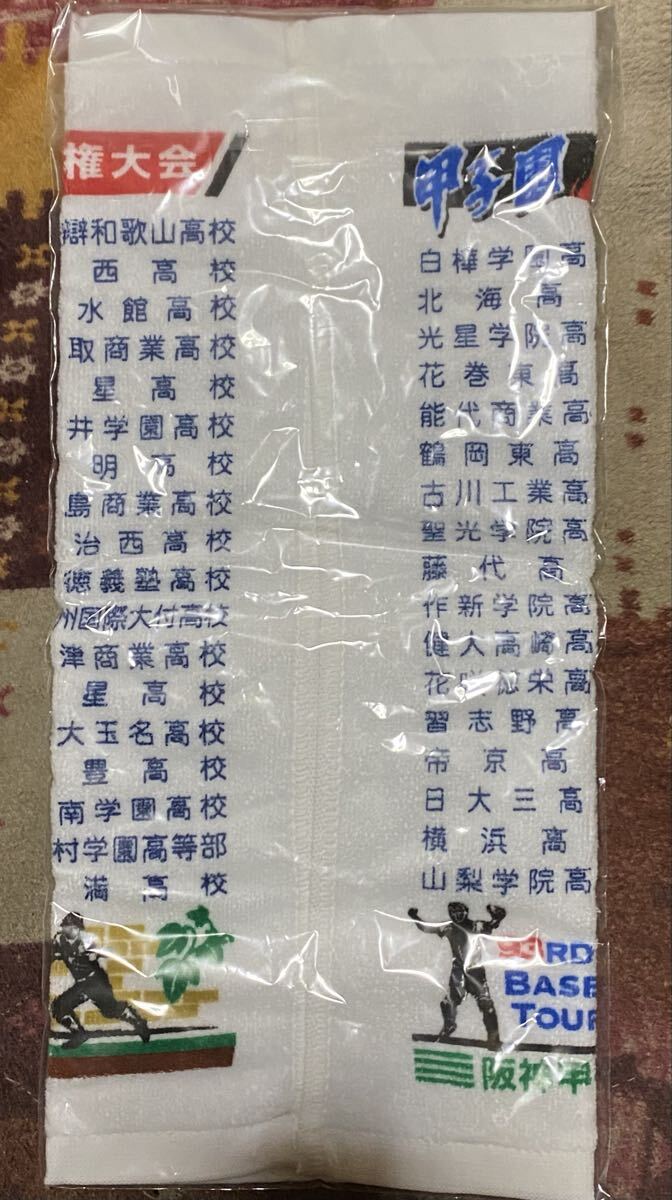 権大会
辯和歌山高校
西高校
水館高校
取商業高校
星高校
井学園高校
明高校
島商業高校
治西高校
徳義塾高校
州国際大付高校
津商業高校
星高校
大玉名高校
豊高校
南学園高校
村学園高等部
満高校
甲子園
白樺学園高
北海高
光星学院高
花巻東高
能代商業高
鶴岡東高
古川工業高
聖光学院高
藤代高
作新学院高
健大高崎高
花咲徳栄高
習志野高
帝京高
日大三高
横浜高
山梨学院高
93RD
BASE
TOUR
阪神甲